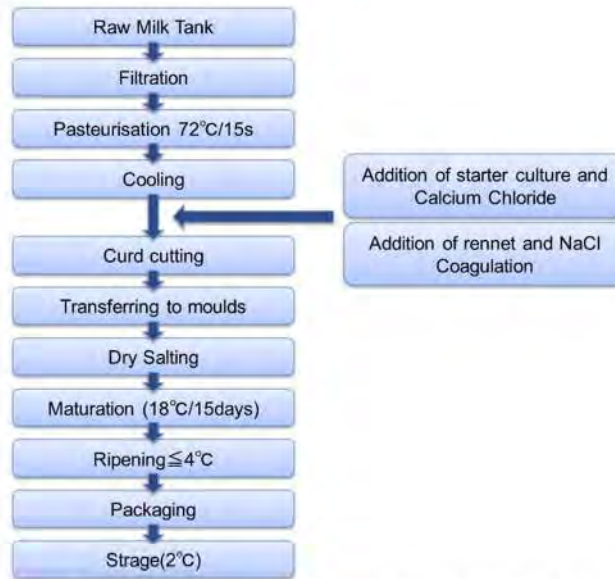 Raw Milk Tank
Filtration
Pasteurisation 72℃/15s
Cooling
Addition of starter culture and
Calcium Chloride
Addition of rennet and NaCl
Coagulation
Curd cutting
Transferring to moulds
Dry Salting
Maturation (18℃/15days)
Ripening≦4℃
Packaging
Strage(2℃)